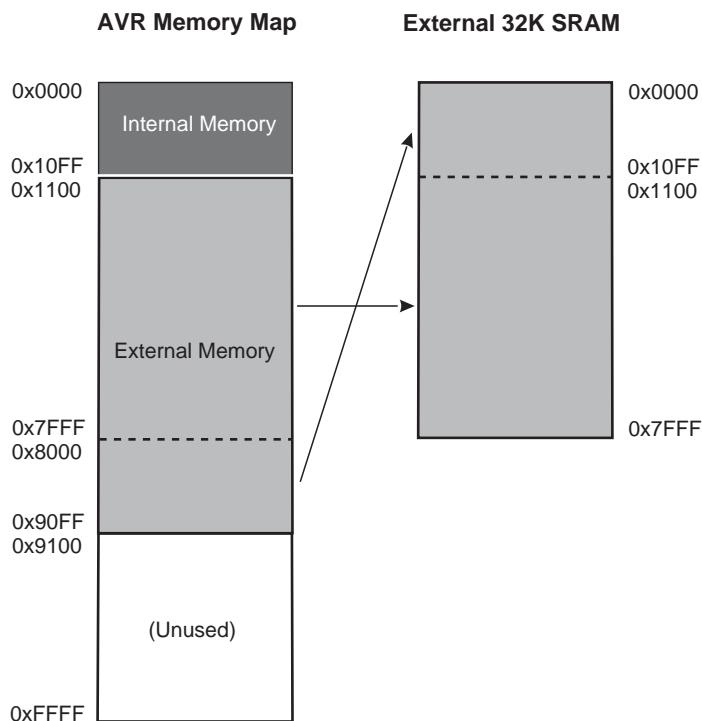 AVR Memory Map
External 32K SRAM
0x0000
Internal Memory
0x10FF
0x1100
External Memory
0x7FFF
0x8000
0x90FF
0x9100
(Unused)
0xFFFF
0x0000
0x10FF
0x1100
0x7FFF